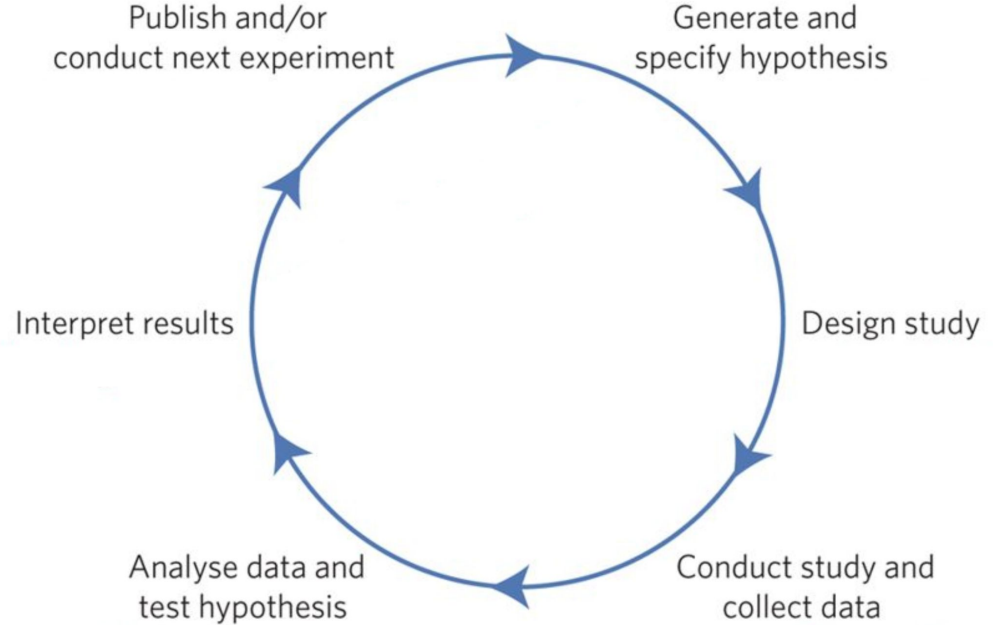 Publish and/or
conduct next experiment
Generate and
specify hypothesis
Interpret results
Design study
Analyse data and
test hypothesis
Conduct study and
collect data